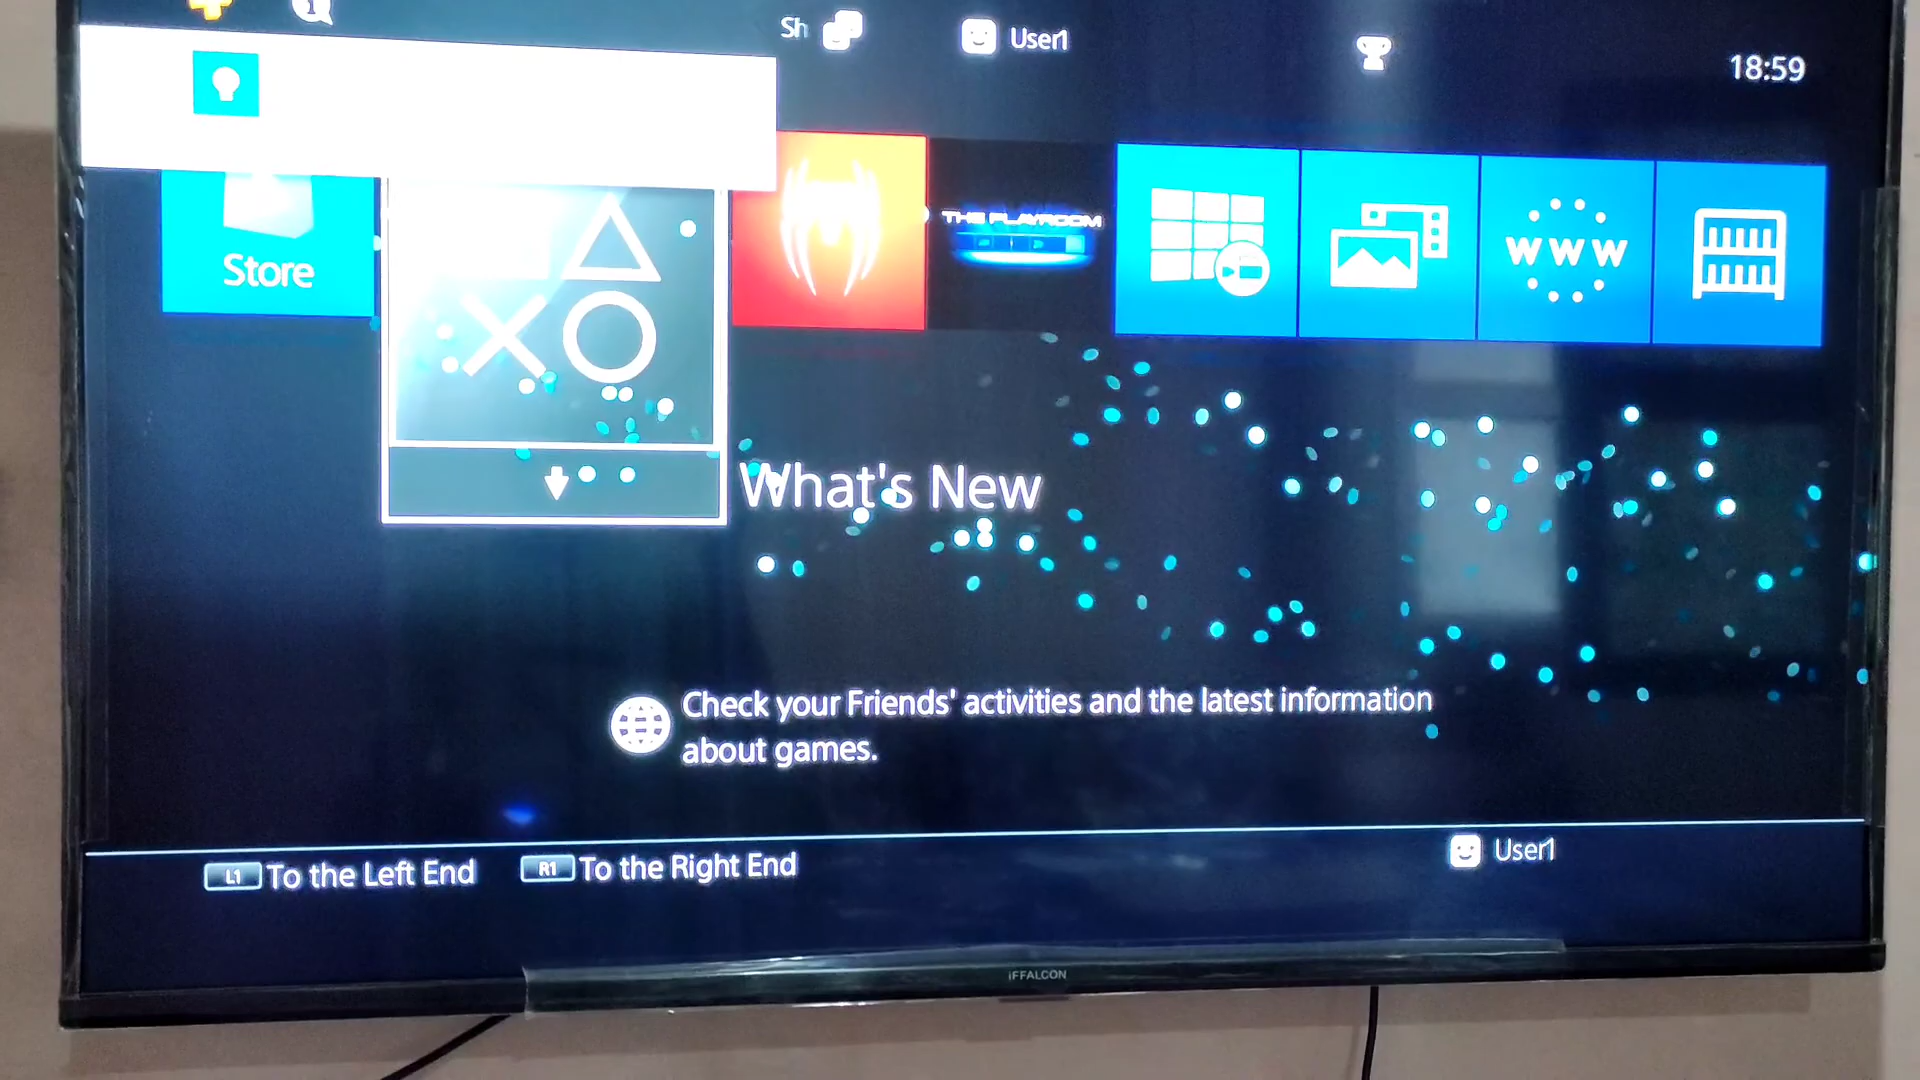 Sh
User1
18:59
Store
THE PLAYROOM
WWW
What's New
Check your Friends' activities and the latest information
about games.
L1 To the Left End R1 To the Right End
User1
iFFALCON